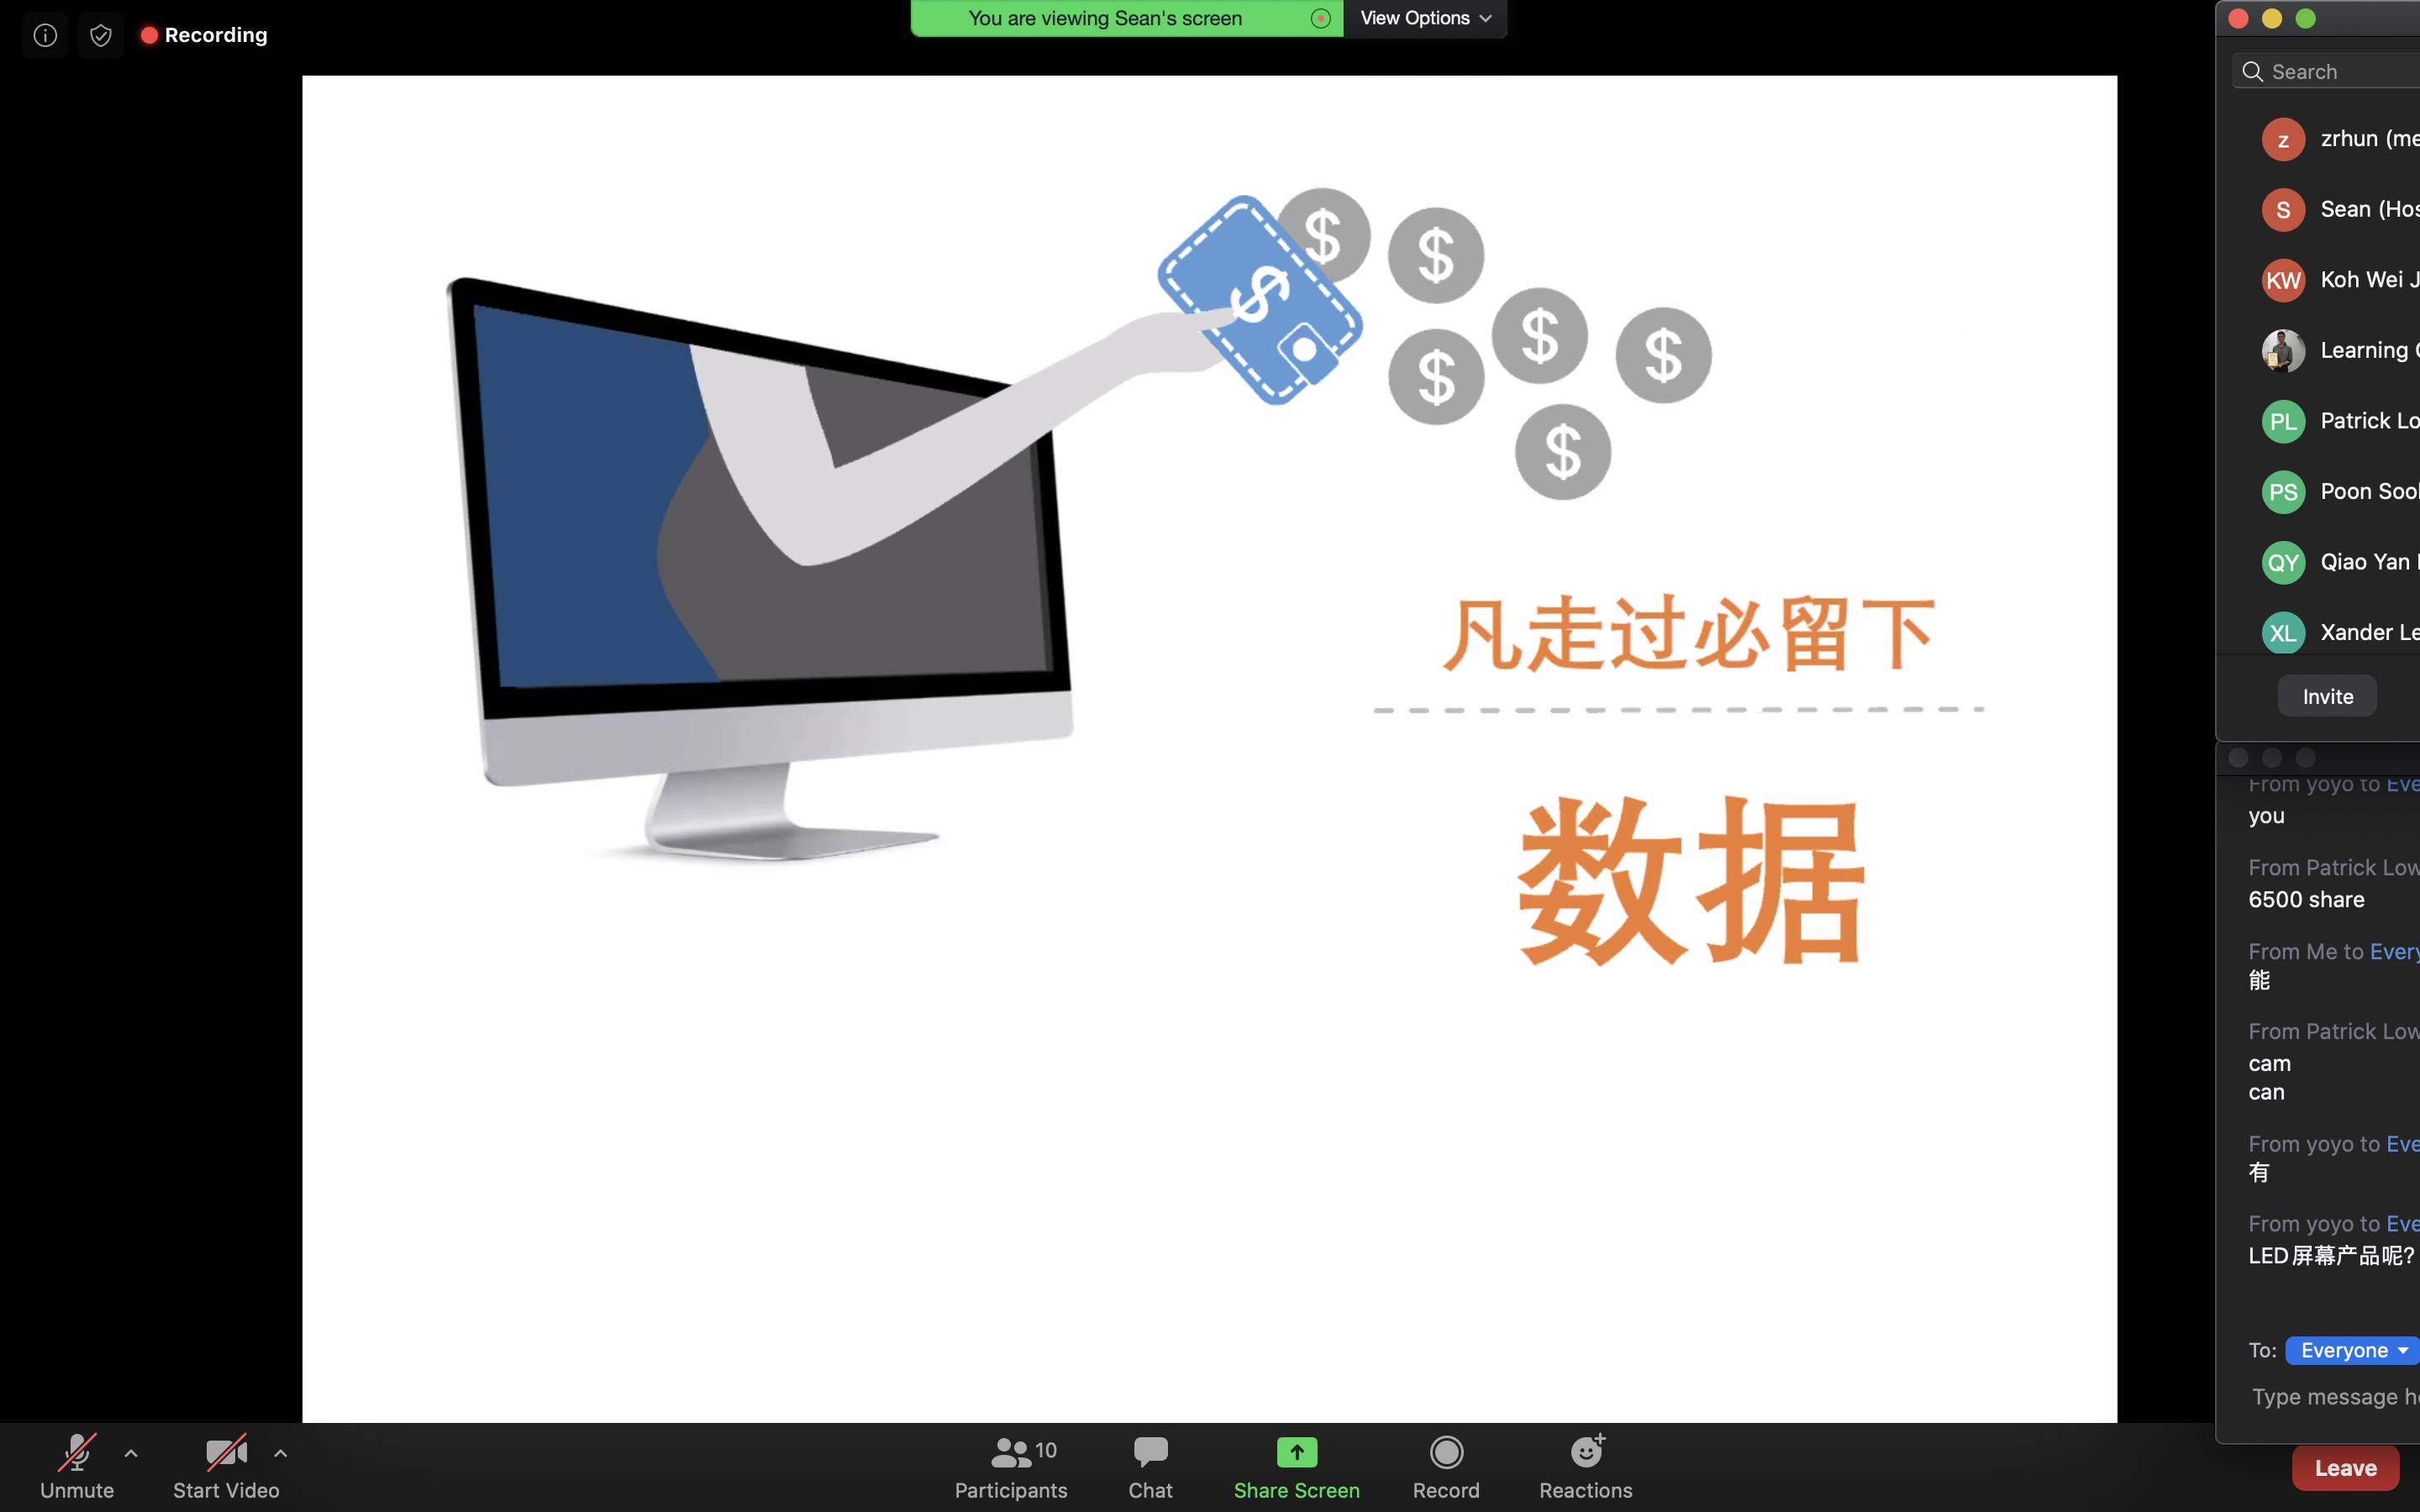 Recording
You are viewing Sean's screen
View Options
Search
z zrhun (me
S Sean (Hos
KW Koh Wei J
Learning
PL Patrick Lo
PS Poon Sool
QY Qiao Yan
XL Xander Le
Invite
$ $ $ $ $ $ $
凡走过必留下
数据
From yoyo to Eve
you
From Patrick Low
6500 share
From Me to Every
能
From Patrick Low
cam
can
From yoyo to Eve
有
From yoyo to Eve
LED屏幕产品呢?
To: Everyone
Type message he
Unmute
Start Video
10
Participants
Chat
Share Screen
Record
Reactions
Leave